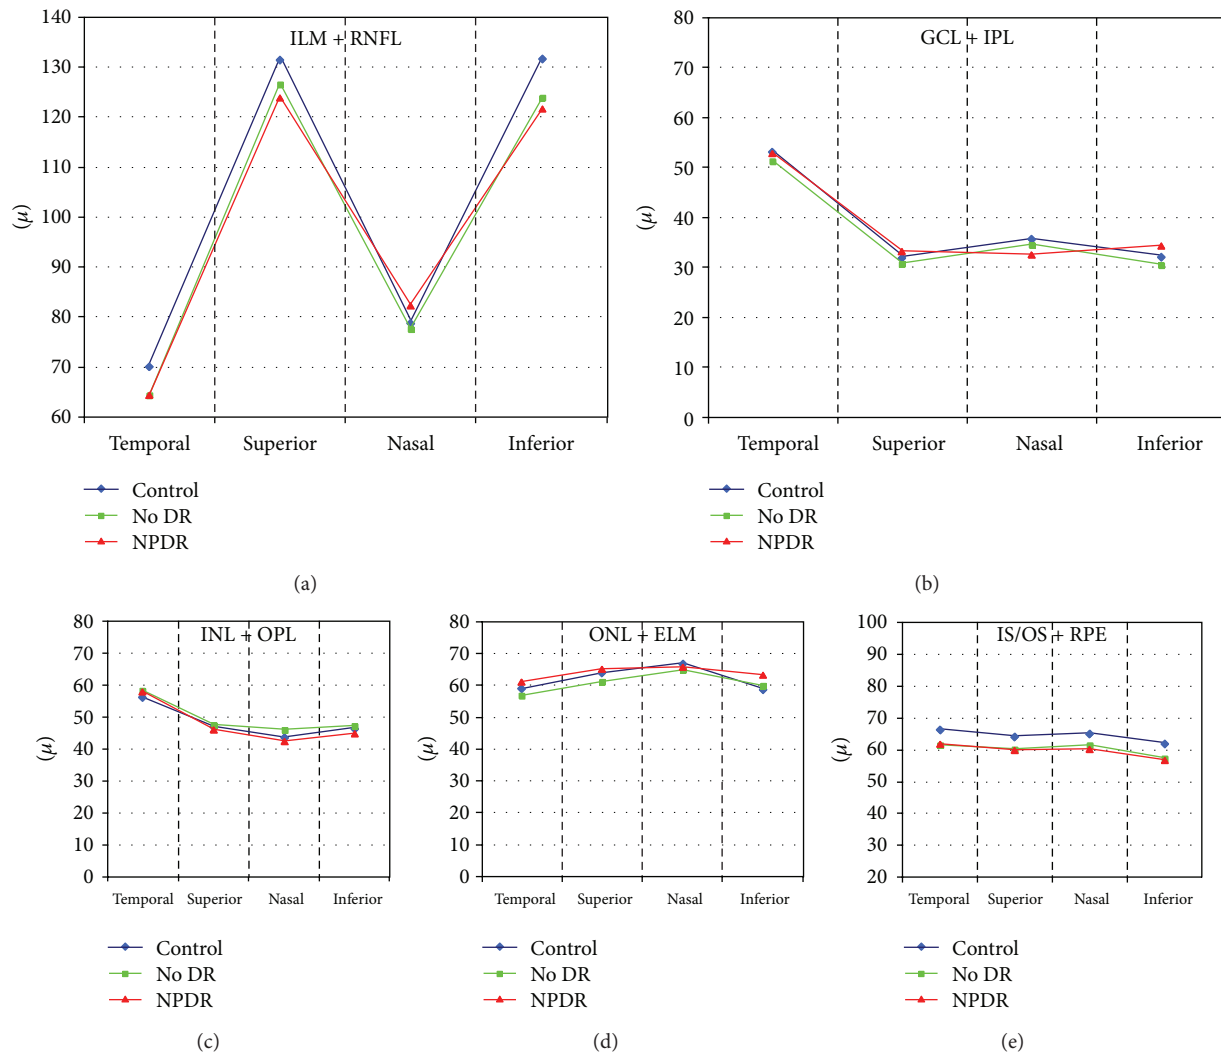 ILM + RNFL
140
130
120
110
100
90
80
70
60
(μ)
Temporal Superior Nasal Inferior
Control
No DR
NPDR
(a)
GCL + IPL
80
70
60
50
40
30
20
10
0
(μ)
Temporal Superior Nasal Inferior
Control
No DR
NPDR
(b)
INL + OPL
80
70
60
50
40
30
20
10
0
(μ)
Temporal Superior Nasal Inferior
Control
No DR
NPDR
(c)
ONL + ELM
80
70
60
50
40
30
20
10
0
(μ)
Temporal Superior Nasal Inferior
Control
No DR
NPDR
(d)
IS/OS + RPE
100
90
80
70
60
50
40
30
20
(μ)
Temporal Superior Nasal Inferior
Control
No DR
NPDR
(e)